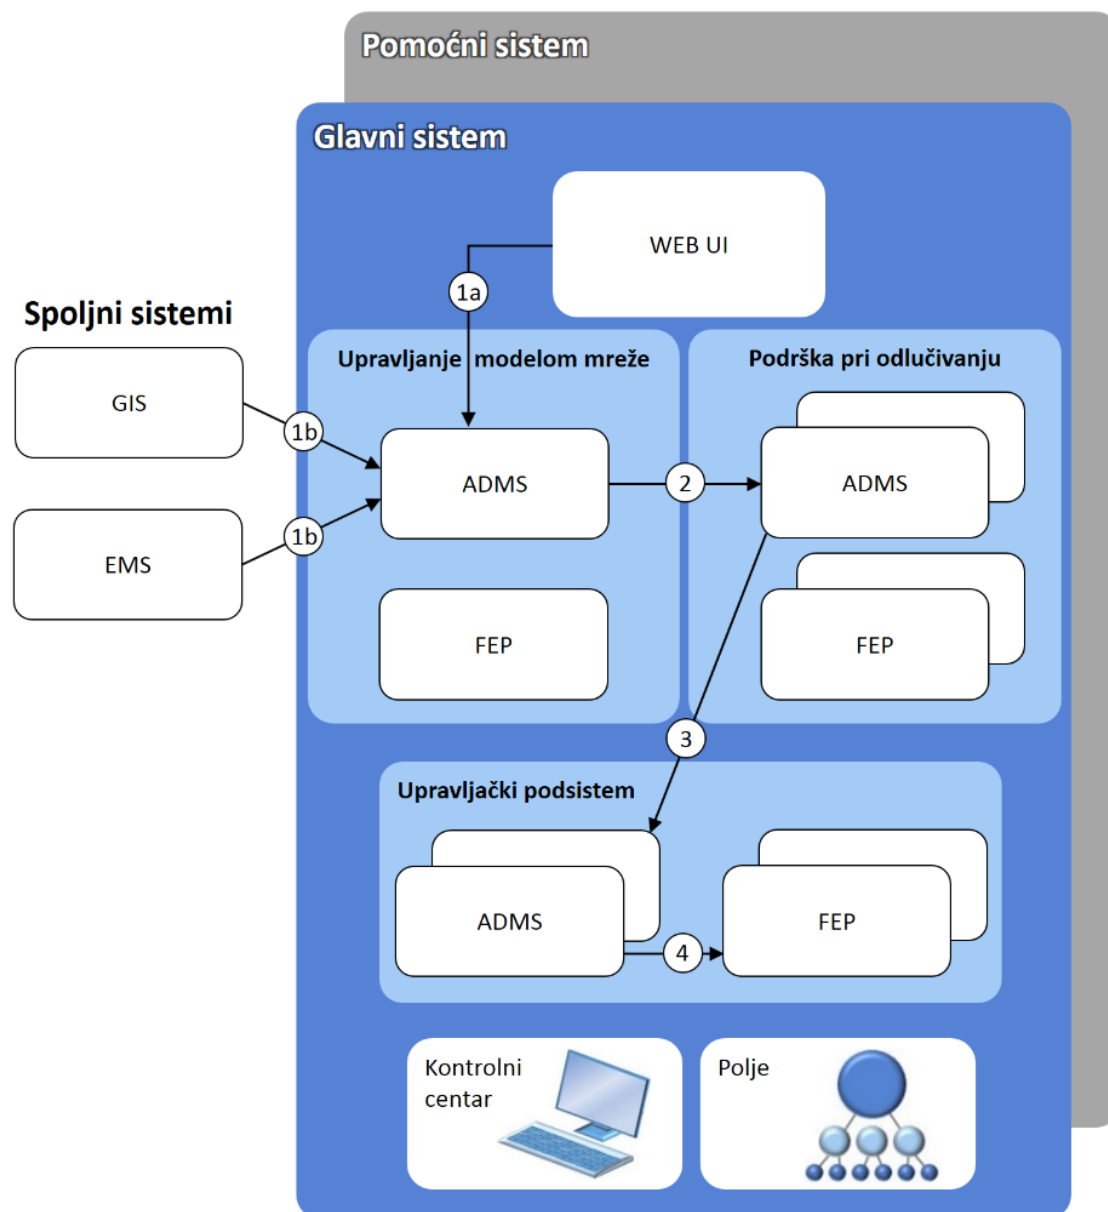 Pomoćni sistem
Glavni sistem
WEB UI
1a
Spoljni sistemi
GIS
1b
EMS
1b
Upravljanje modelom mreže
ADMS
FEP
2
Podrška pri odlučivanju
ADMS
FEP
3
Upravljački podsistem
ADMS
4
FEP
Kontrolni
centar
Polje